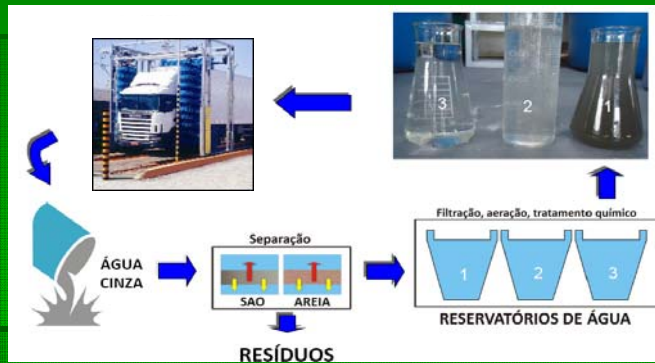 3
2
1
Filtração, aeração, tratamento químico
Separação
ÁGUA
CINZA
SAO
AREIA
1
2
3
RESERVATÓRIOS DE ÁGUA
RESÍDUOS